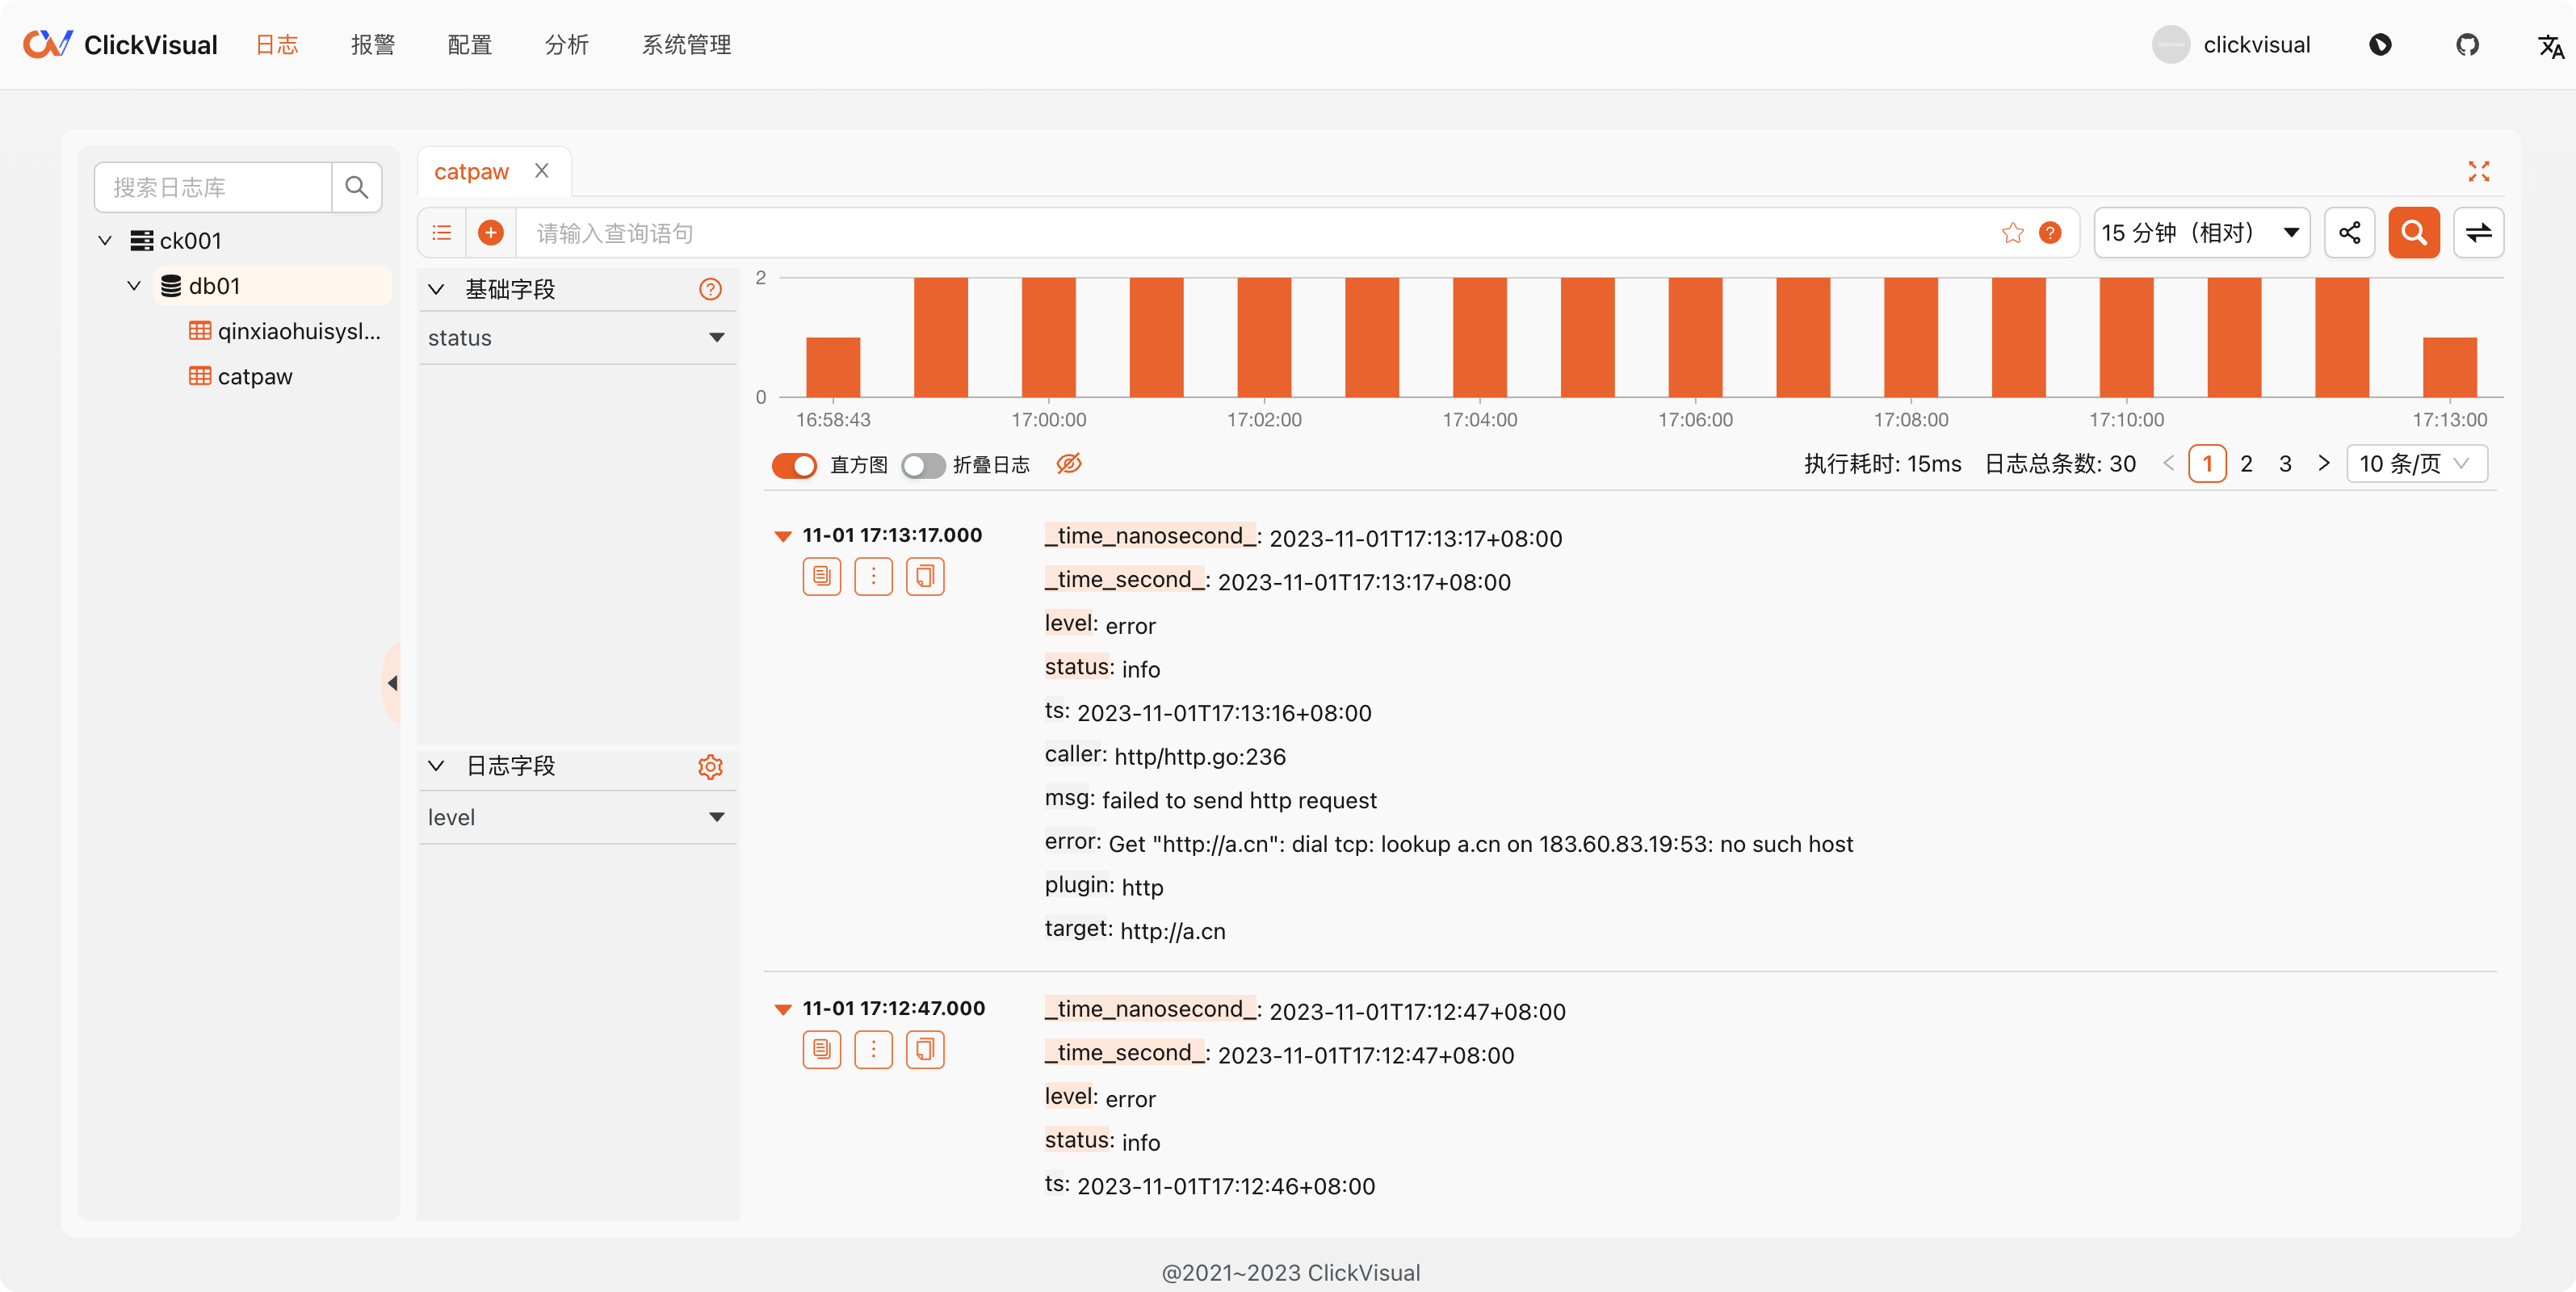 ClickVisual 日志 报警 配置 分析 系统管理 clickvisual
搜索日志库
ck001
db01
qinxiaohuisysl...
catpaw
catpaw
请输入查询语句 15 分钟（相对）
基础字段
status
日志字段
level
2
0
16:58:43 17:00:00 17:02:00 17:04:00 17:06:00 17:08:00 17:10:00 17:13:00
直方图 折叠日志 执行耗时: 15ms 日志总条数: 30 < 1 2 3 > 10 条/页
11-01 17:13:17.000
_time_nanosecond_: 2023-11-01T17:13:17+08:00
_time_second_: 2023-11-01T17:13:17+08:00
level: error
status: info
ts: 2023-11-01T17:13:16+08:00
caller: http/http.go:236
msg: failed to send http request
error: Get "http://a.cn": dial tcp: lookup a.cn on 183.60.83.19:53: no such host
plugin: http
target: http://a.cn
11-01 17:12:47.000
_time_nanosecond_: 2023-11-01T17:12:47+08:00
_time_second_: 2023-11-01T17:12:47+08:00
level: error
status: info
ts: 2023-11-01T17:12:46+08:00
@2021~2023 ClickVisual